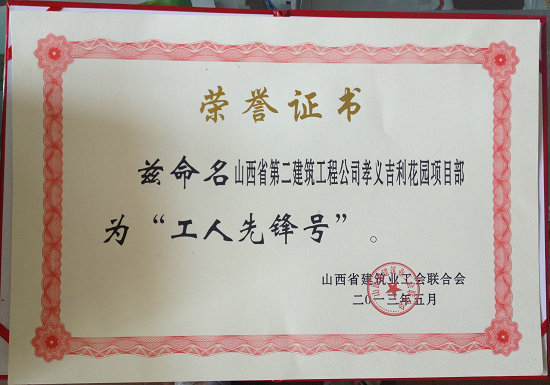 荣誉证书
兹命名山西省第二建筑工程公司孝义吉利花园项目部
为“工人先锋号”。
山西省建筑业工会联合会
二〇一三年五月